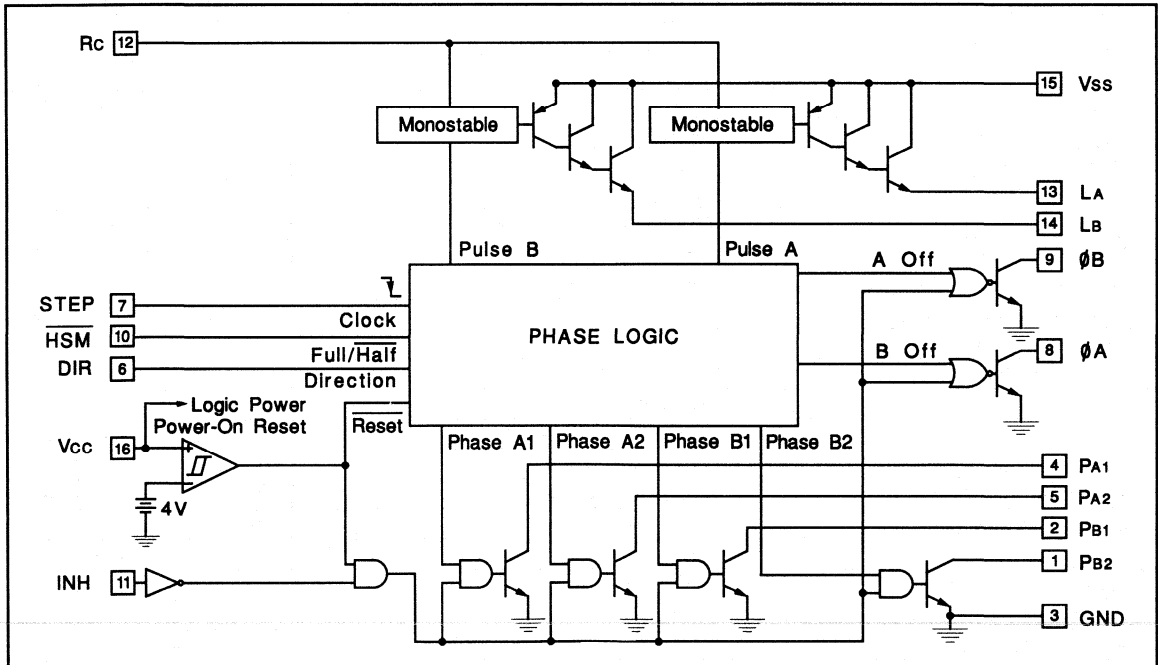 Rc 12
15 Vss
Monostable
Monostable
13 LA
14 LB
Pulse B
Pulse A
A Off
9 ØB
STEP 7
Clock
PHASE LOGIC
HSM 10
Full/Half
B Off
8 ØA
DIR 6
Direction
Logic Power
Power-On Reset
Reset
Vcc 16
+
−
4V
Phase A1
Phase A2
Phase B1
Phase B2
4 PA1
5 PA2
2 PB1
1 PB2
INH 11
3 GND